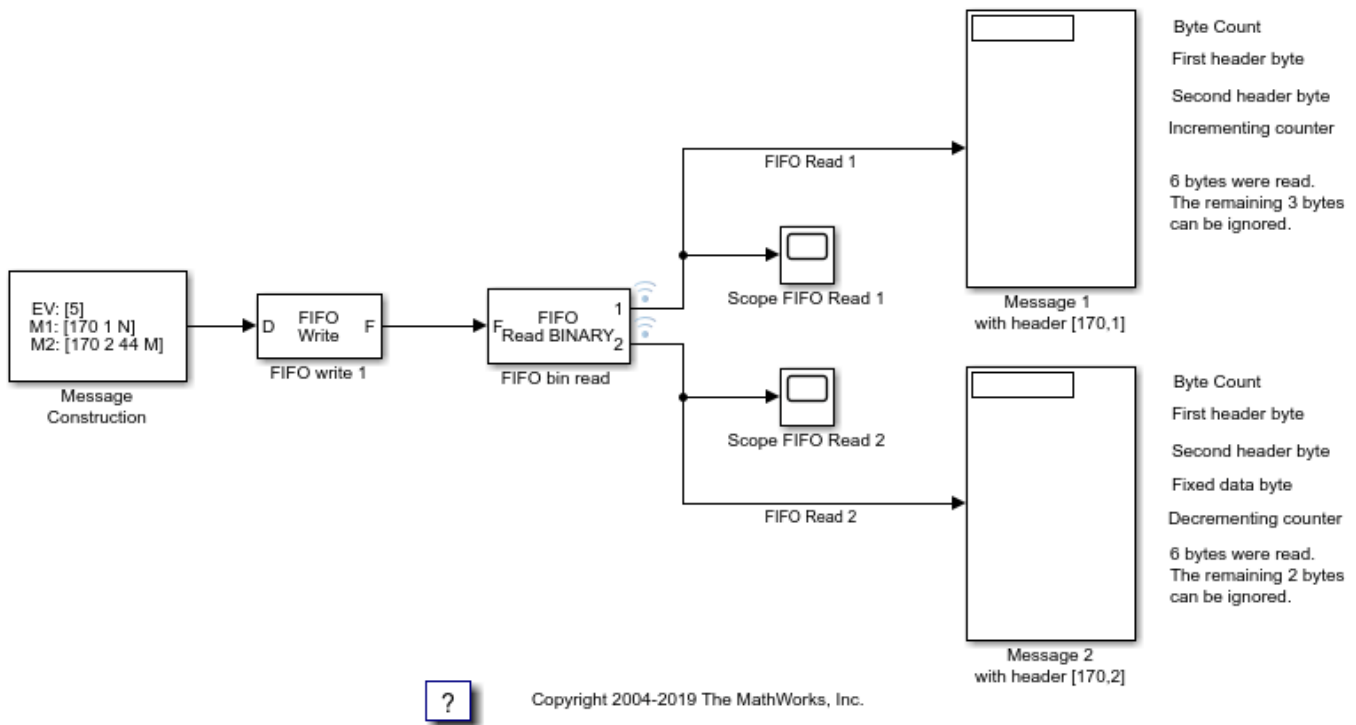 EV: [5]
M1: [170 1 N]
M2: [170 2 44 M]
Message
Construction
D
FIFO
Write
F
FIFO write 1
F
FIFO
Read BINARY
1
2
FIFO bin read
FIFO Read 1
Scope FIFO Read 1
Scope FIFO Read 2
FIFO Read 2
Message 1
with header [170,1]
Byte Count
First header byte
Second header byte
Incrementing counter
6 bytes were read.
The remaining 3 bytes
can be ignored.
Message 2
with header [170,2]
Byte Count
First header byte
Second header byte
Fixed data byte
Decrementing counter
6 bytes were read.
The remaining 2 bytes
can be ignored.
?
Copyright 2004-2019 The MathWorks, Inc.